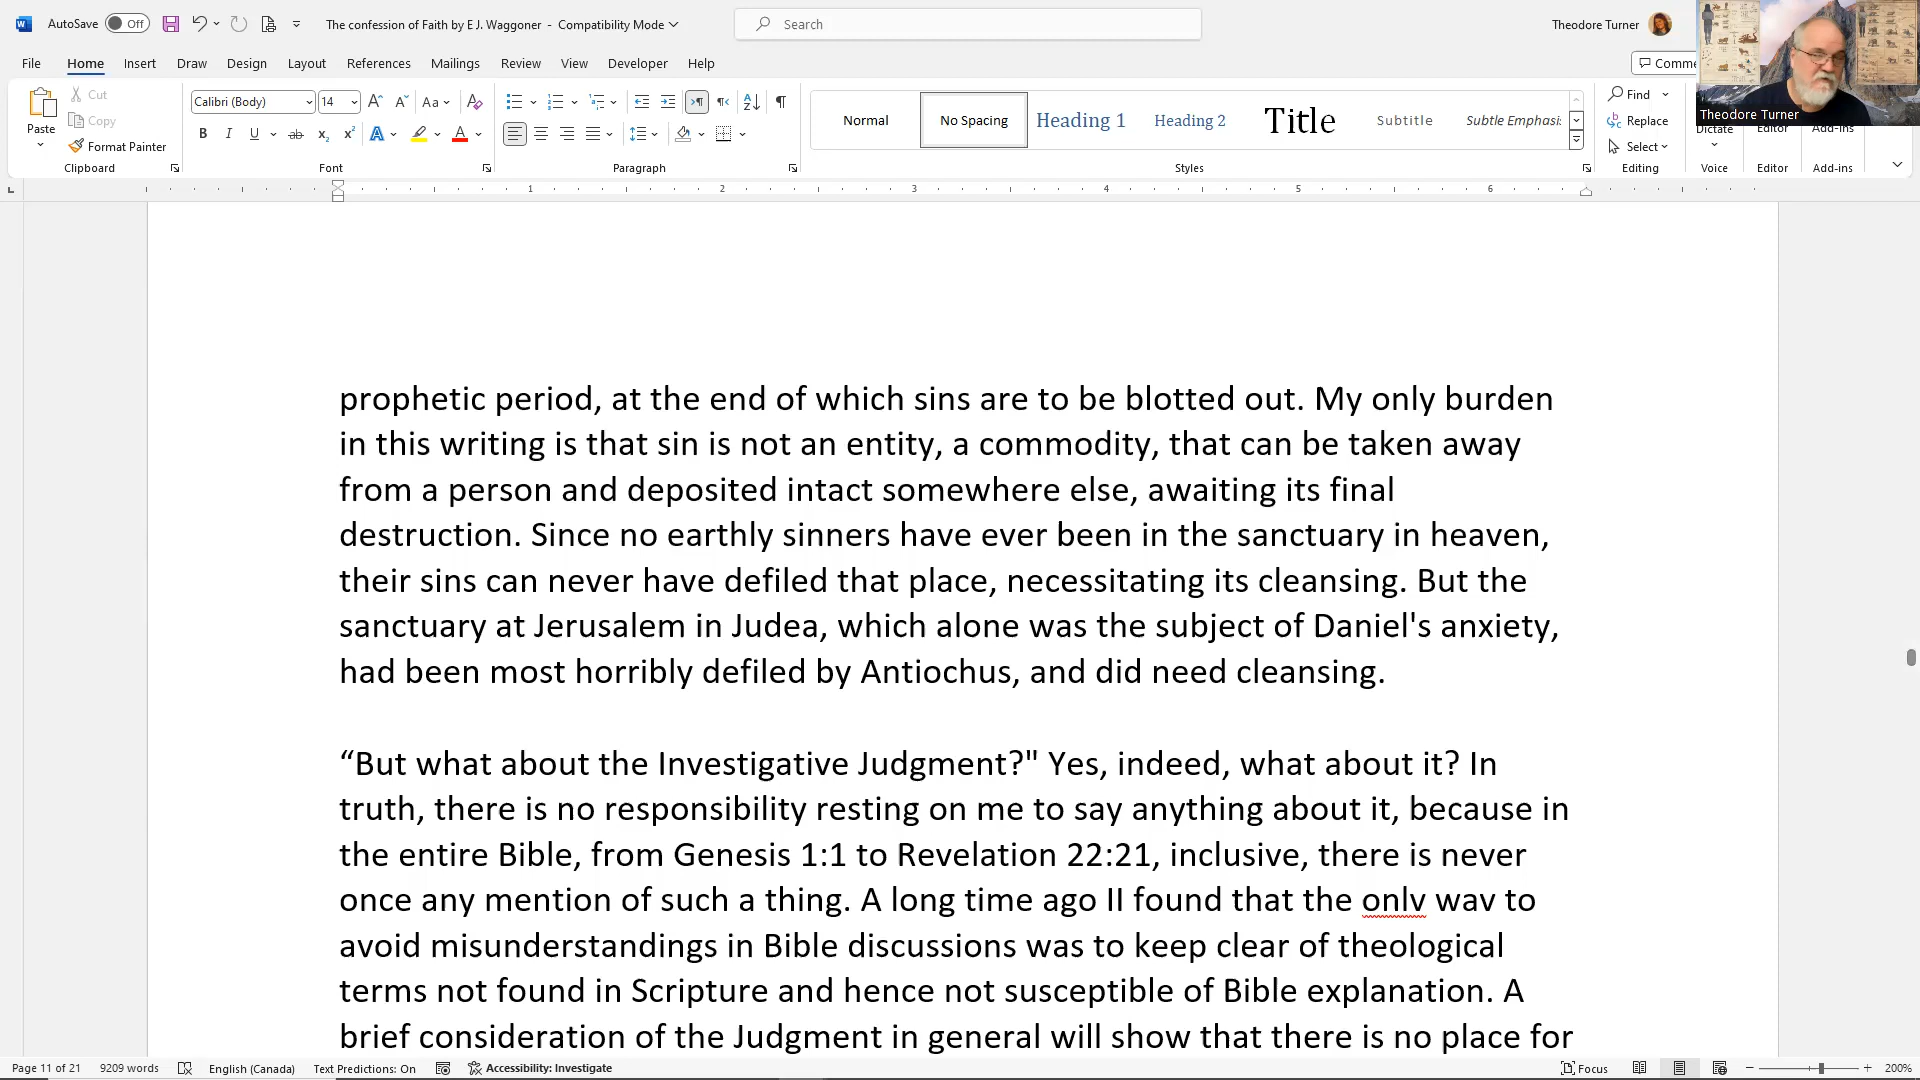 AutoSave Off The confession of Faith by E J. Waggoner - Compatibility Mode Search Theodore Turner
File Home Insert Draw Design Layout References Mailings Review View Developer Help
Calibri (Body) 14 Aa
Paste Cut Copy Format Painter
Normal No Spacing Heading 1 Heading 2 Title Subtitle Subtle Emphasi
Find Replace Select
Dictate Editor Add-ins
Theodore Turner
Clipboard Font Paragraph Styles Editing Voice Editor Add-ins
1 2 3 4 5 6
prophetic period, at the end of which sins are to be blotted out. My only burden
in this writing is that sin is not an entity, a commodity, that can be taken away
from a person and deposited intact somewhere else, awaiting its final
destruction. Since no earthly sinners have ever been in the sanctuary in heaven,
their sins can never have defiled that place, necessitating its cleansing. But the
sanctuary at Jerusalem in Judea, which alone was the subject of Daniel's anxiety,
had been most horribly defiled by Antiochus, and did need cleansing.
“But what about the Investigative Judgment?" Yes, indeed, what about it? In
truth, there is no responsibility resting on me to say anything about it, because in
the entire Bible, from Genesis 1:1 to Revelation 22:21, inclusive, there is never
once any mention of such a thing. A long time ago II found that the onlv wav to
avoid misunderstandings in Bible discussions was to keep clear of theological
terms not found in Scripture and hence not susceptible of Bible explanation. A
brief consideration of the Judgment in general will show that there is no place for
Page 11 of 21 9209 words English (Canada) Text Predictions: On Accessibility: Investigate Focus 200%